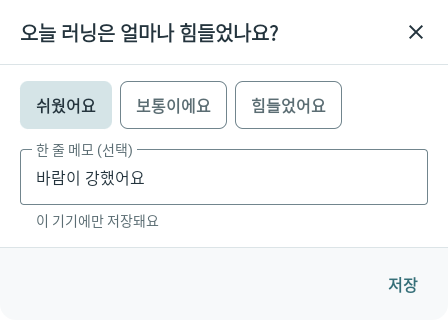 오늘 러닝은 얼마나 힘들었나요?
쉬웠어요 보통이에요 힘들었어요
한 줄 메모 (선택)
바람이 강했어요
이 기기에만 저장돼요
저장